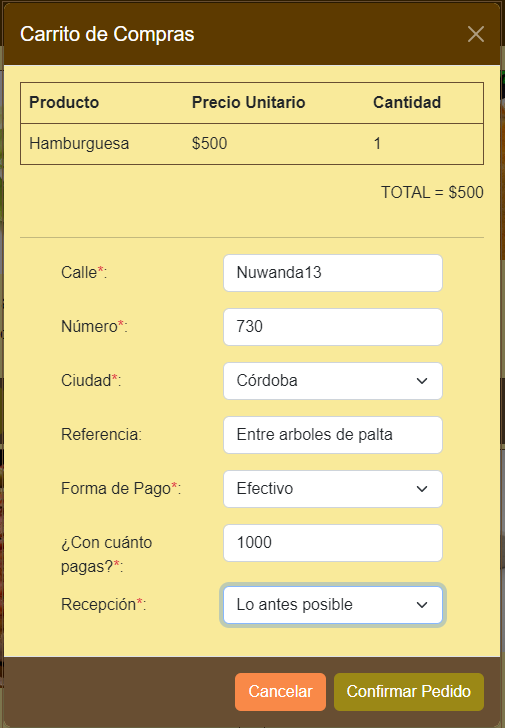 Carrito de Compras
Producto Precio Unitario Cantidad
Hamburguesa $500 1
TOTAL = $500
Calle*: Nuwanda13
Número*: 730
Ciudad*: Córdoba
Referencia: Entre arboles de palta
Forma de Pago*: Efectivo
¿Con cuánto pagas?*: 1000
Recepción*: Lo antes posible
Cancelar Confirmar Pedido